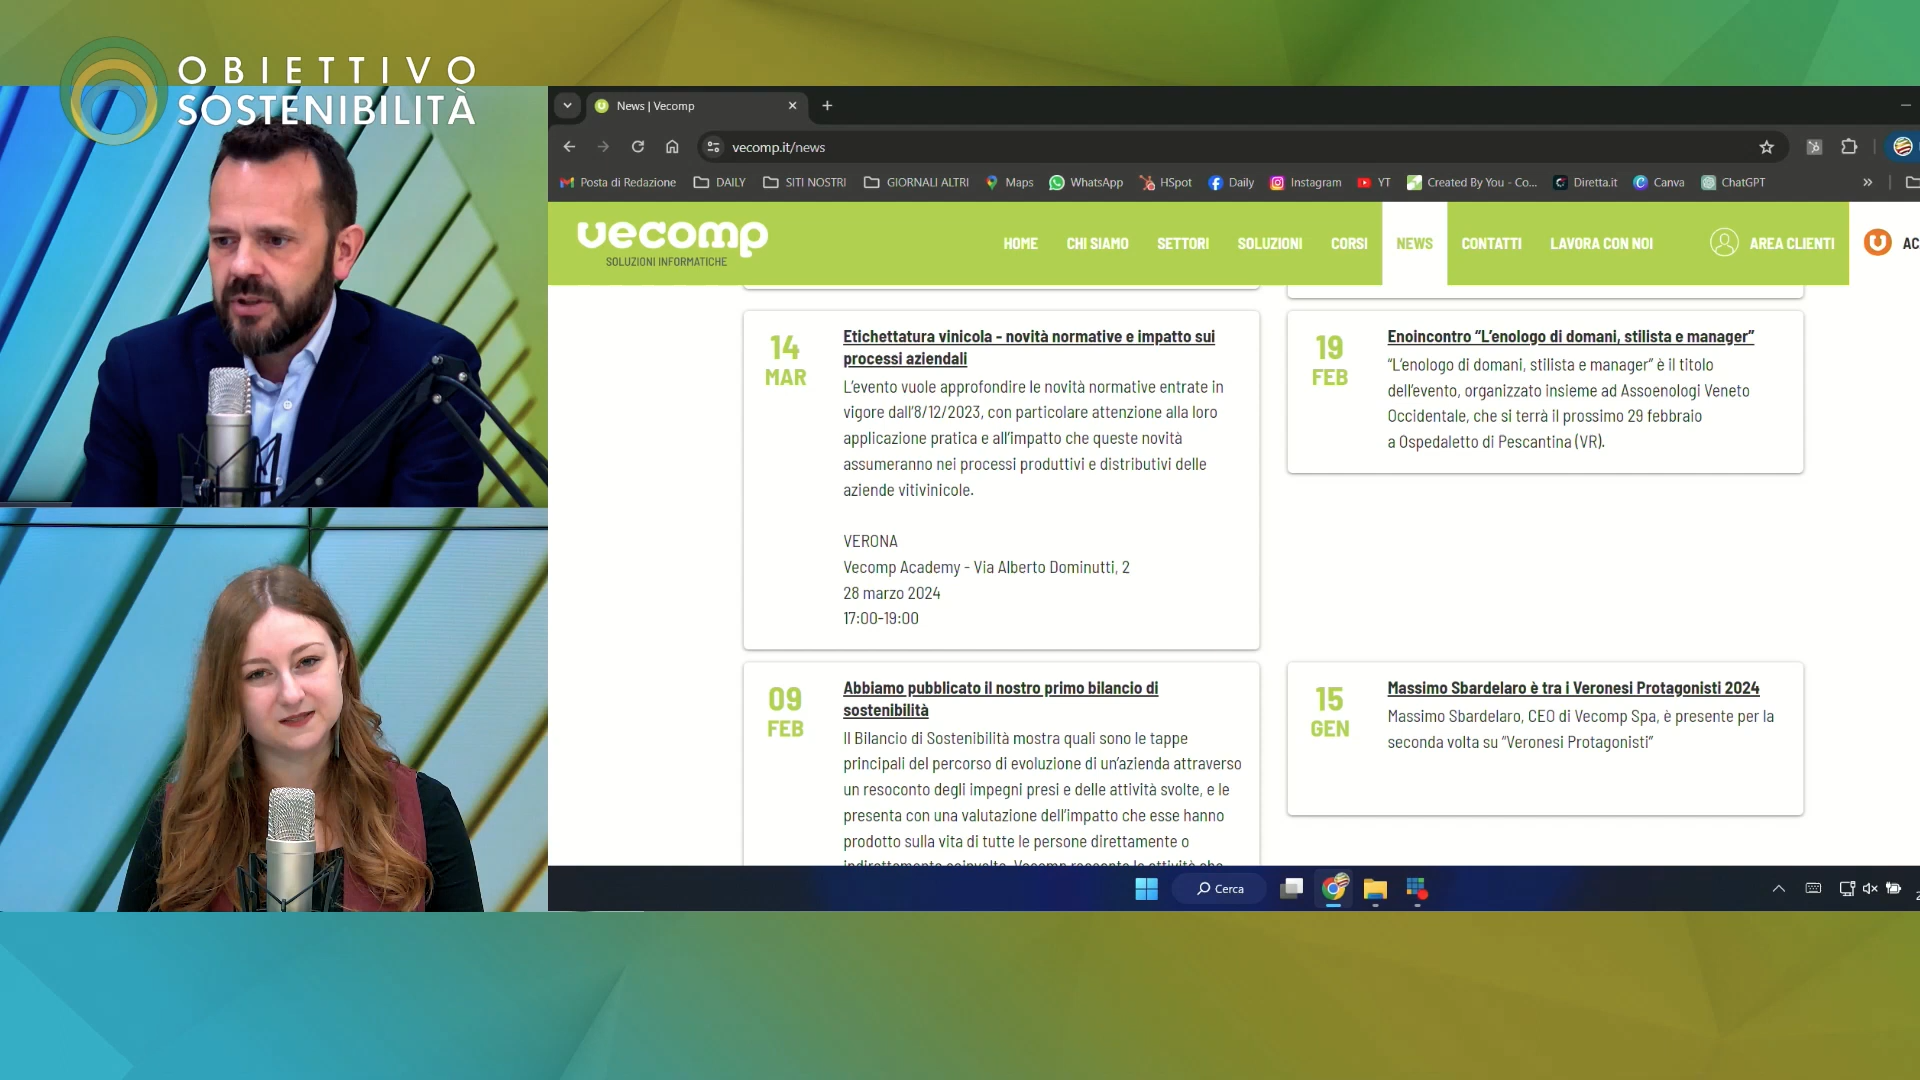 OBIETTIVO
SOSTENIBILITÀ
News | Vecomp
vecomp.it/news
Posta di Redazione
DAILY
SITI NOSTRI
GIORNALI ALTRI
Maps
WhatsApp
HSpot
Daily
Instagram
YT
Created By You - Co...
Diretta.it
Canva
ChatGPT
vecomp
SOLUZIONI INFORMATICHE
HOME
CHI SIAMO
SETTORI
SOLUZIONI
CORSI
NEWS
CONTATTI
LAVORA CON NOI
AREA CLIENTI
14
MAR
Etichettatura vinicola - novità normative e impatto sui
processi aziendali
L'evento vuole approfondire le novità normative entrate in
vigore dall'8/12/2023, con particolare attenzione alla loro
applicazione pratica e all'impatto che queste novità
assumeranno nei processi produttivi e distributivi delle
aziende vitivinicole.
VERONA
Vecomp Academy - Via Alberto Dominutti, 2
28 marzo 2024
17:00-19:00
19
FEB
Enoincontro “L'enologo di domani, stilista e manager”
“L'enologo di domani, stilista e manager” è il titolo
dell'evento, organizzato insieme ad Assoenologi Veneto
Occidentale, che si terrà il prossimo 29 febbraio
a Ospedaletto di Pescantina (VR).
09
FEB
Abbiamo pubblicato il nostro primo bilancio di
sostenibilità
Il Bilancio di Sostenibilità mostra quali sono le tappe
principali del percorso di evoluzione di un'azienda attraverso
un resoconto degli impegni presi e delle attività svolte, e le
presenta con una valutazione dell'impatto che esse hanno
prodotto sulla vita di tutte le persone direttamente o
15
GEN
Massimo Sbardelaro è tra i Veronesi Protagonisti 2024
Massimo Sbardelaro, CEO di Vecomp Spa, è presente per la
seconda volta su “Veronesi Protagonisti”
Cerca